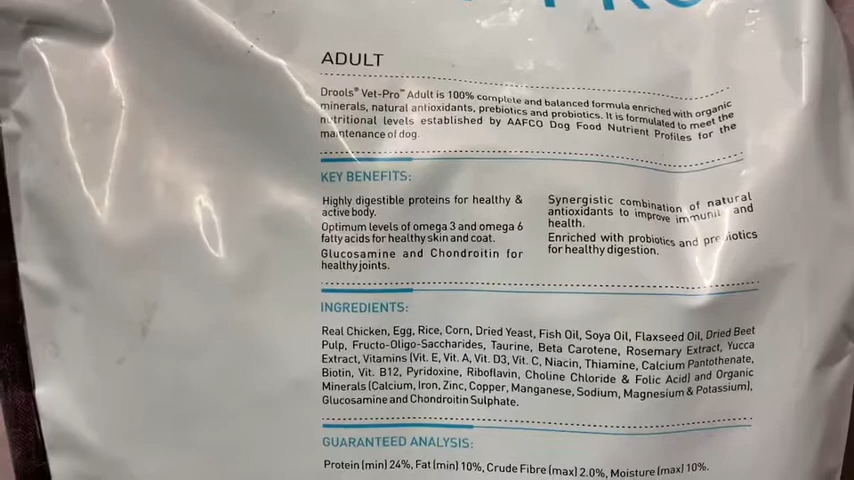 ADULT
Drools® Vet-Pro™ Adult is 100% complete and balanced formula enriched with organic
minerals, natural antioxidants, prebiotics and probiotics. It is formulated to meet the
nutritional levels established by AAFCO Dog Food Nutrient Profiles for the
maintenance of dog.
KEY BENEFITS:
Highly digestible proteins for healthy &
active body.
Optimum levels of omega 3 and omega 6
fatty acids for healthy skin and coat.
Glucosamine and Chondroitin for
healthy joints.
Synergistic combination of natural
antioxidants to improve immunity and
health.
Enriched with probiotics and prebiotics
for healthy digestion.
INGREDIENTS:
Real Chicken, Egg, Rice, Corn, Dried Yeast, Fish Oil, Soya Oil, Flaxseed Oil, Dried Beet
Pulp, Fructo-Oligo-Saccharides, Taurine, Beta Carotene, Rosemary Extract, Yucca
Extract, Vitamins (Vit. E, Vit. A, Vit. D3, Vit. C, Niacin, Thiamine, Calcium Pantothenate,
Biotin, Vit. B12, Pyridoxine, Riboflavin, Choline Chloride & Folic Acid) and Organic
Minerals (Calcium, Iron, Zinc, Copper, Manganese, Sodium, Magnesium & Potassium),
Glucosamine and Chondroitin Sulphate.
GUARANTEED ANALYSIS:
Protein (min) 24%, Fat (min) 10%, Crude Fibre (max) 2.0%, Moisture (max) 10%.